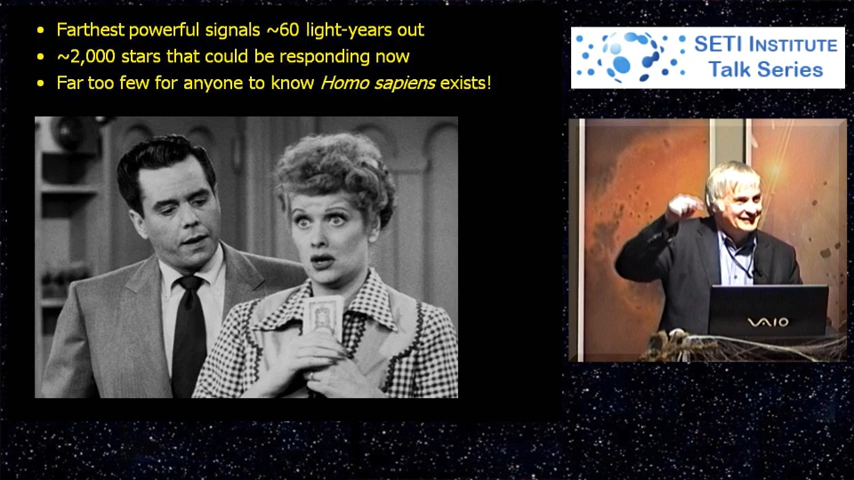 • Farthest powerful signals ~60 light-years out
• ~2,000 stars that could be responding now
• Far too few for anyone to know Homo sapiens exists!
SETI INSTITUTE
Talk Series
VAIO